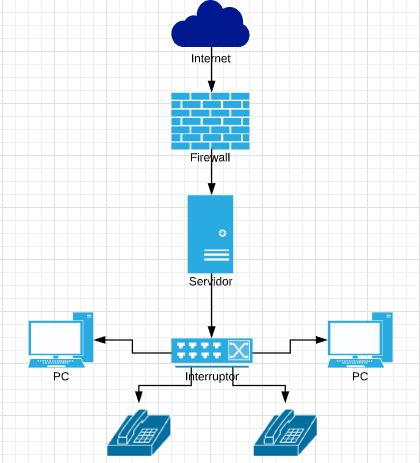 Internet
Firewall
Servidor
PC
Interruptor
PC